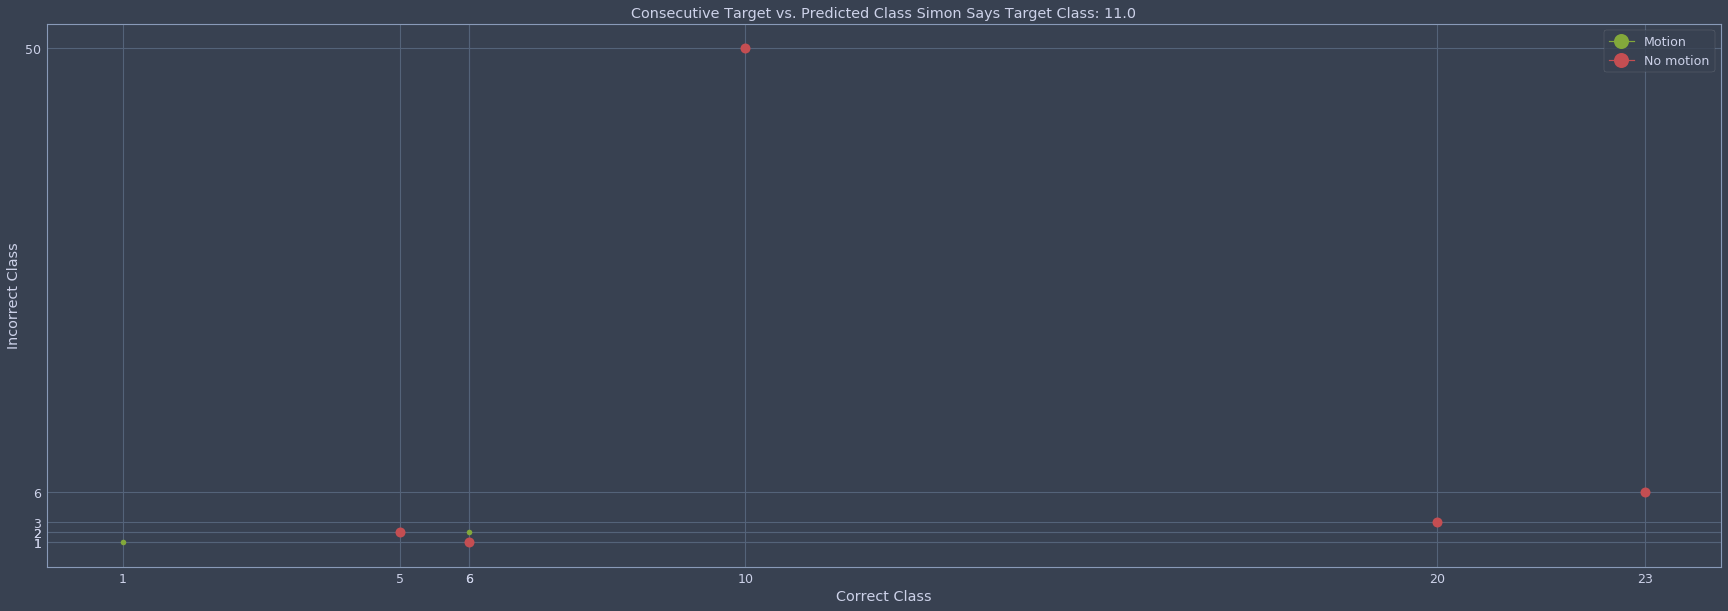 Consecutive Target vs. Predicted Class Simon Says Target Class: 11.0
Motion
No motion
Incorrect Class
50
6
3
2
1
1
5
6
10
20
23
Correct Class